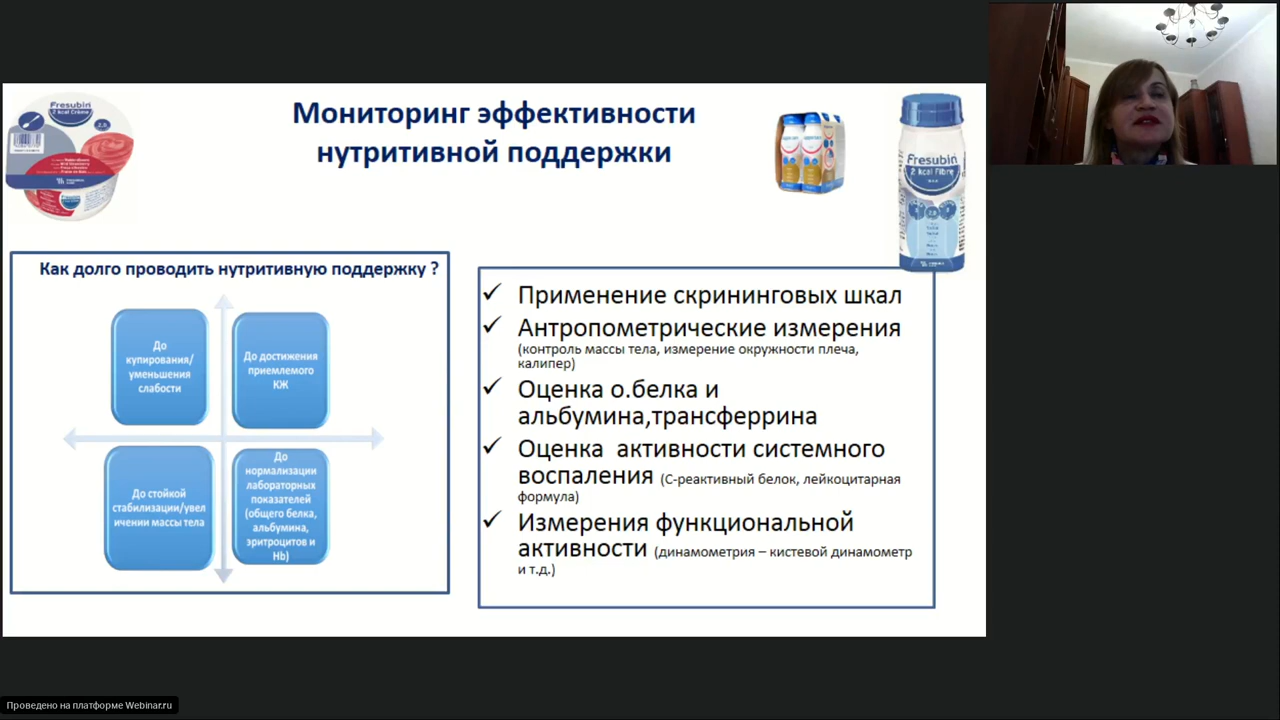 Мониторинг эффективности
нутритивной поддержки
Fresubin
2 kcal Crème
Fresubin
2 kcal Fibre
Как долго проводить нутритивную поддержку ?
До
купирования/
уменьшения
слабости
До достижения
приемлемого
КЖ
До стойкой
стабилизации/увел
ичении массы тела
До
нормализации
лабораторных
показателей
(общего белка,
альбумина,
эритроцитов и
Hb)
Применение скрининговых шкал
Антропометрические измерения
(контроль массы тела, измерение окружности плеча,
калипер)
Оценка о.белка и
альбумина,трансферрина
Оценка активности системного
воспаления (С-реактивный белок, лейкоцитарная
формула)
Измерения функциональной
активности (динамометрия – кистевой динамометр
и т.д.)
Проведено на платформе Webinar.ru